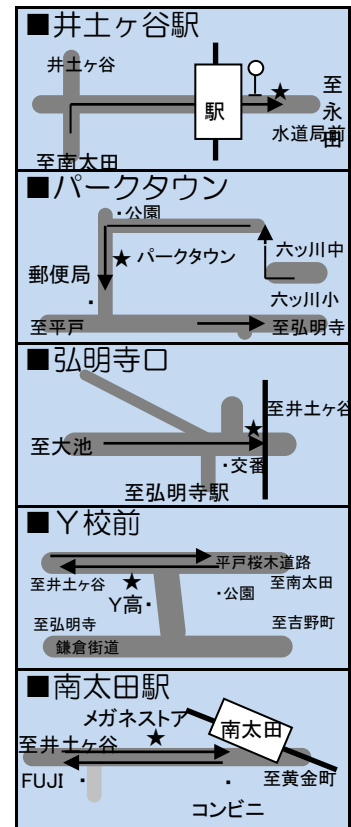 ■井土ヶ谷駅
井土ヶ谷
駅
至永田
水道局前
至南太田
■パークタウン
・公園
★パークタウン
六ッ川中
郵便局
・
六ッ川小
至平戸
至弘明寺
■弘明寺口
至井土ヶ谷
★
至大池
・交番
至弘明寺駅
■Y校前
平戸桜木道路
至井土ヶ谷
★
至南太田
Y高・
・公園
至弘明寺
至吉野町
鎌倉街道
■南太田駅
メガネストア
南太田
★
至井土ヶ谷
FUJI ・
・
至黄金町
コンビニ